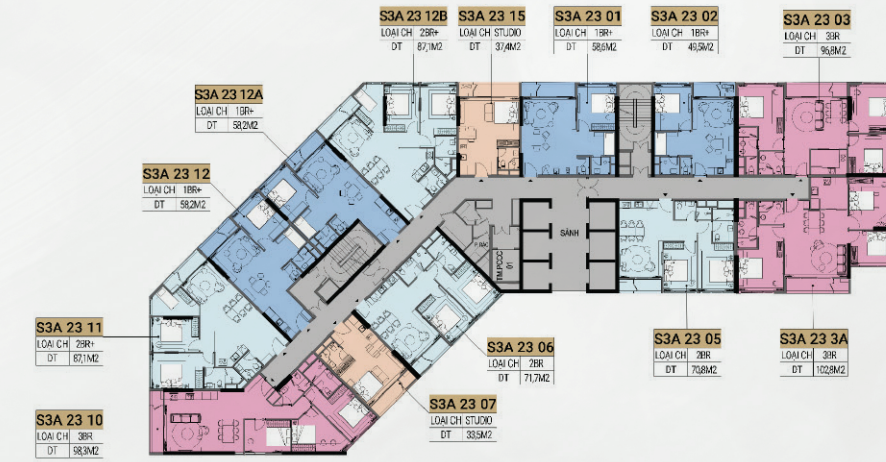 S3A 23 12B
LOẠI CH 2BR+
DT 87,1M2
S3A 23 15
LOẠI CH STUDIO
DT 37,4M2
S3A 23 01
LOẠI CH 1BR+
DT 58,6M2
S3A 23 02
LOẠI CH 1BR+
DT 49,5M2
S3A 23 03
LOẠI CH 3BR
DT 96,8M2
S3A 23 12A
LOẠI CH 1BR+
DT 58,2M2
S3A 23 12
LOẠI CH 1BR+
DT 58,2M2
SẢNH
P.RÁC
TM.PCCC
01
S3A 23 11
LOẠI CH 2BR+
DT 87,1M2
S3A 23 06
LOẠI CH 2BR
DT 71,7M2
S3A 23 05
LOẠI CH 2BR
DT 70,8M2
S3A 23 3A
LOẠI CH 3BR
DT 102,8M2
S3A 23 07
LOẠI CH STUDIO
DT 33,5M2
S3A 23 10
LOẠI CH 3BR
DT 98,3M2